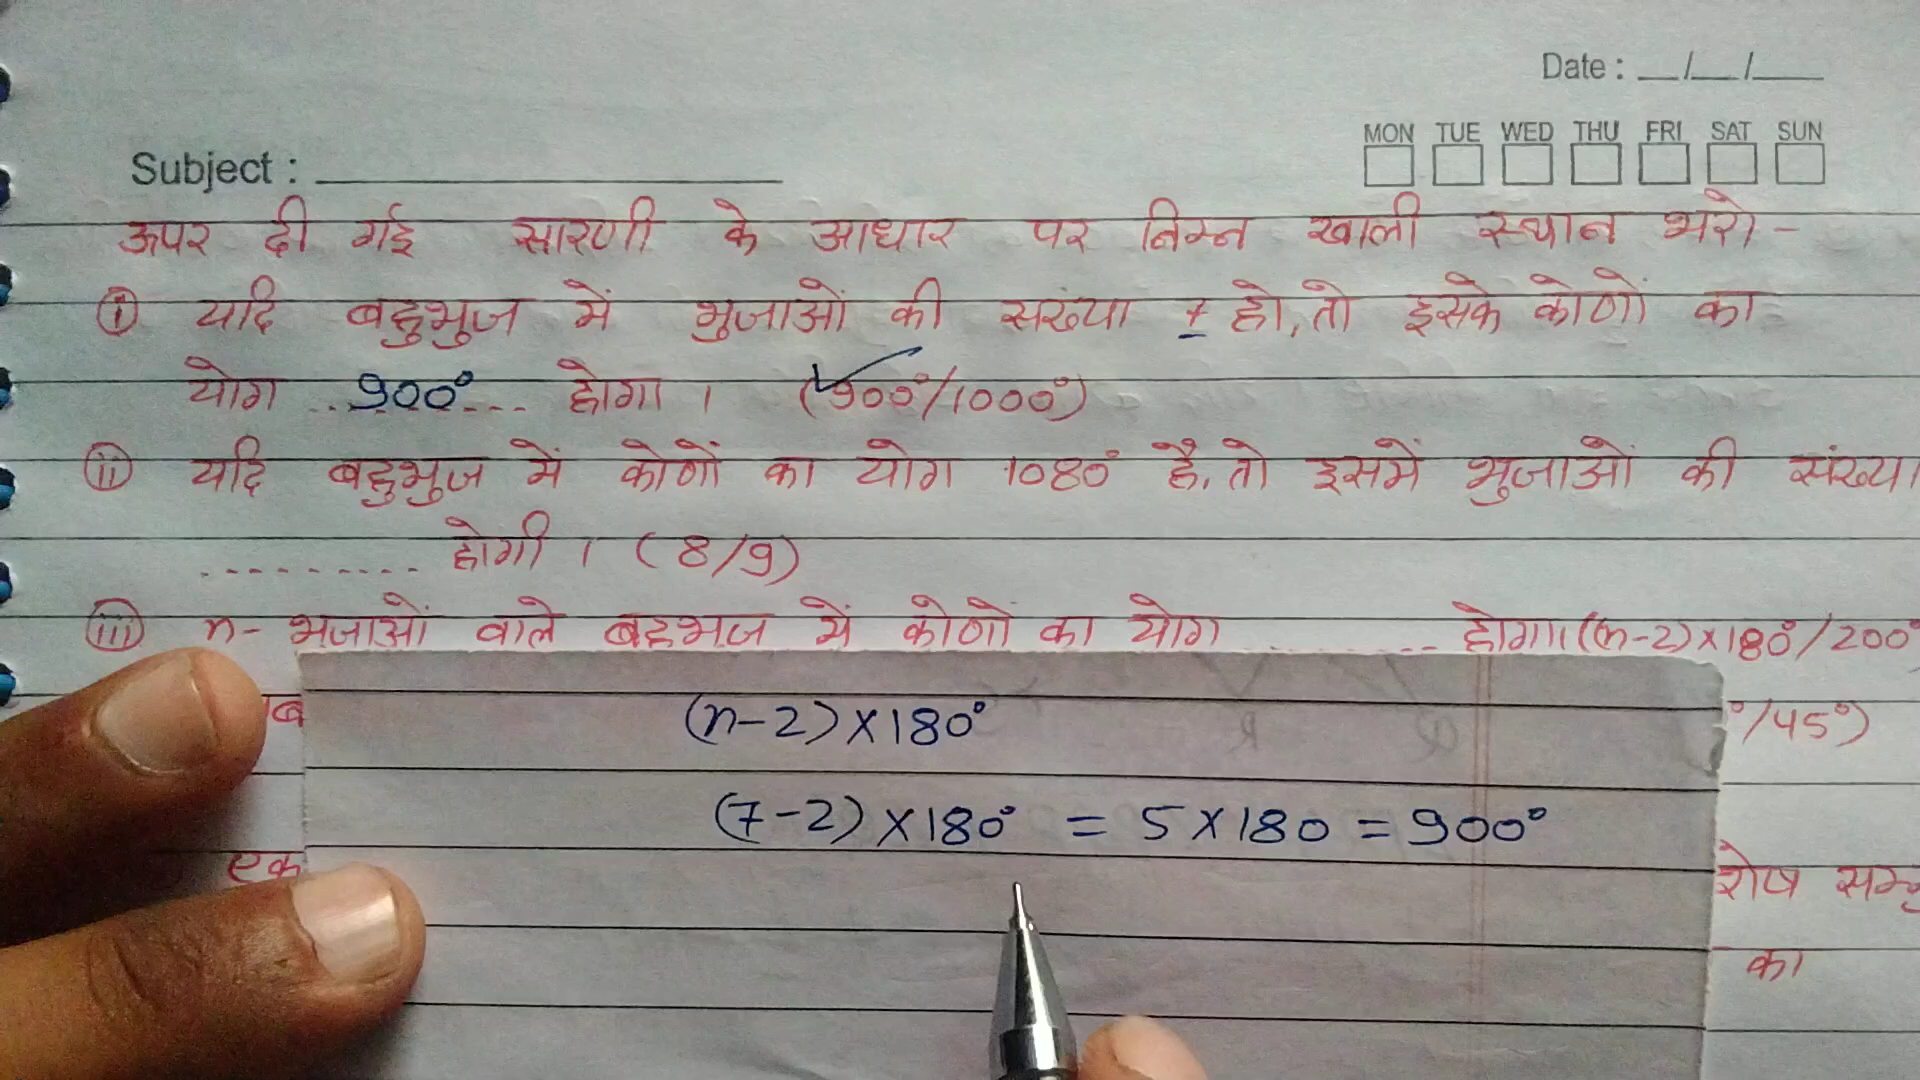 Date : __/__/____
MON TUE WED THU FRI SAT SUN
Subject : ____________
ऊपर दी गई सारणी के आधार पर निम्न खाली स्थान भरो -
(i) यदि बहुभुज में भुजाओं की संख्या 7 हो, तो इसके कोणों का
योग ..900°.... होगा । (900°/1000°)
(ii) यदि बहुभुज में कोणों का योग 1080° है, तो इसमें भुजाओं की संख्या
.......... होगी । (8/9)
(iii) n- भुजाओं वाले बहुभुज में कोणों का योग .......... होगा। ((n-2)×180°/200°
(n-2)×180°
°/45°)
(7-2)×180° = 5×180 = 900°
एक
शेष
का